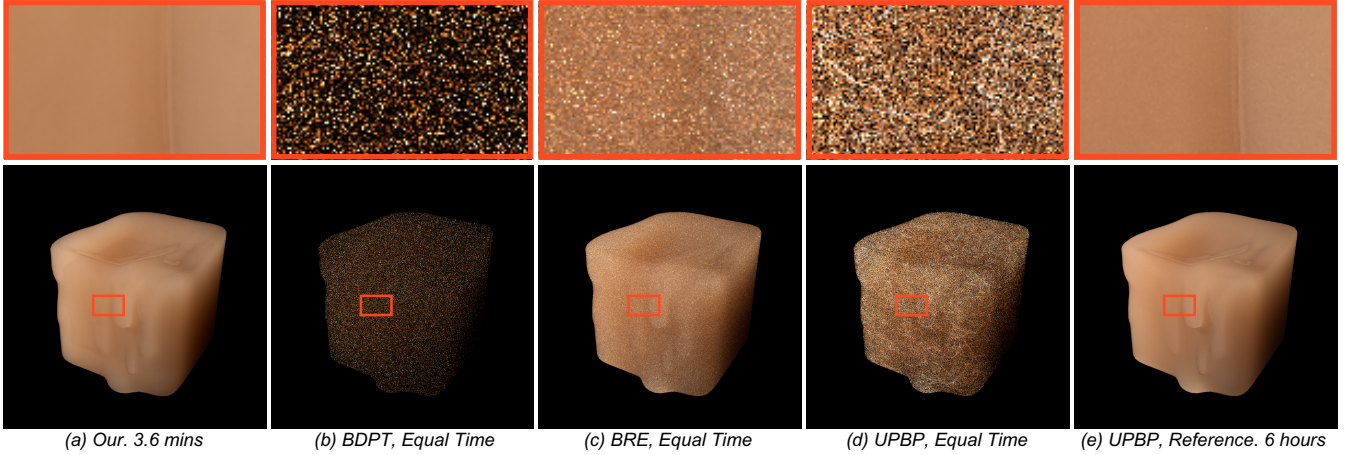 (a) Our. 3.6 mins
(b) BDPT, Equal Time
(c) BRE, Equal Time
(d) UPBP, Equal Time
(e) UPBP, Reference. 6 hours